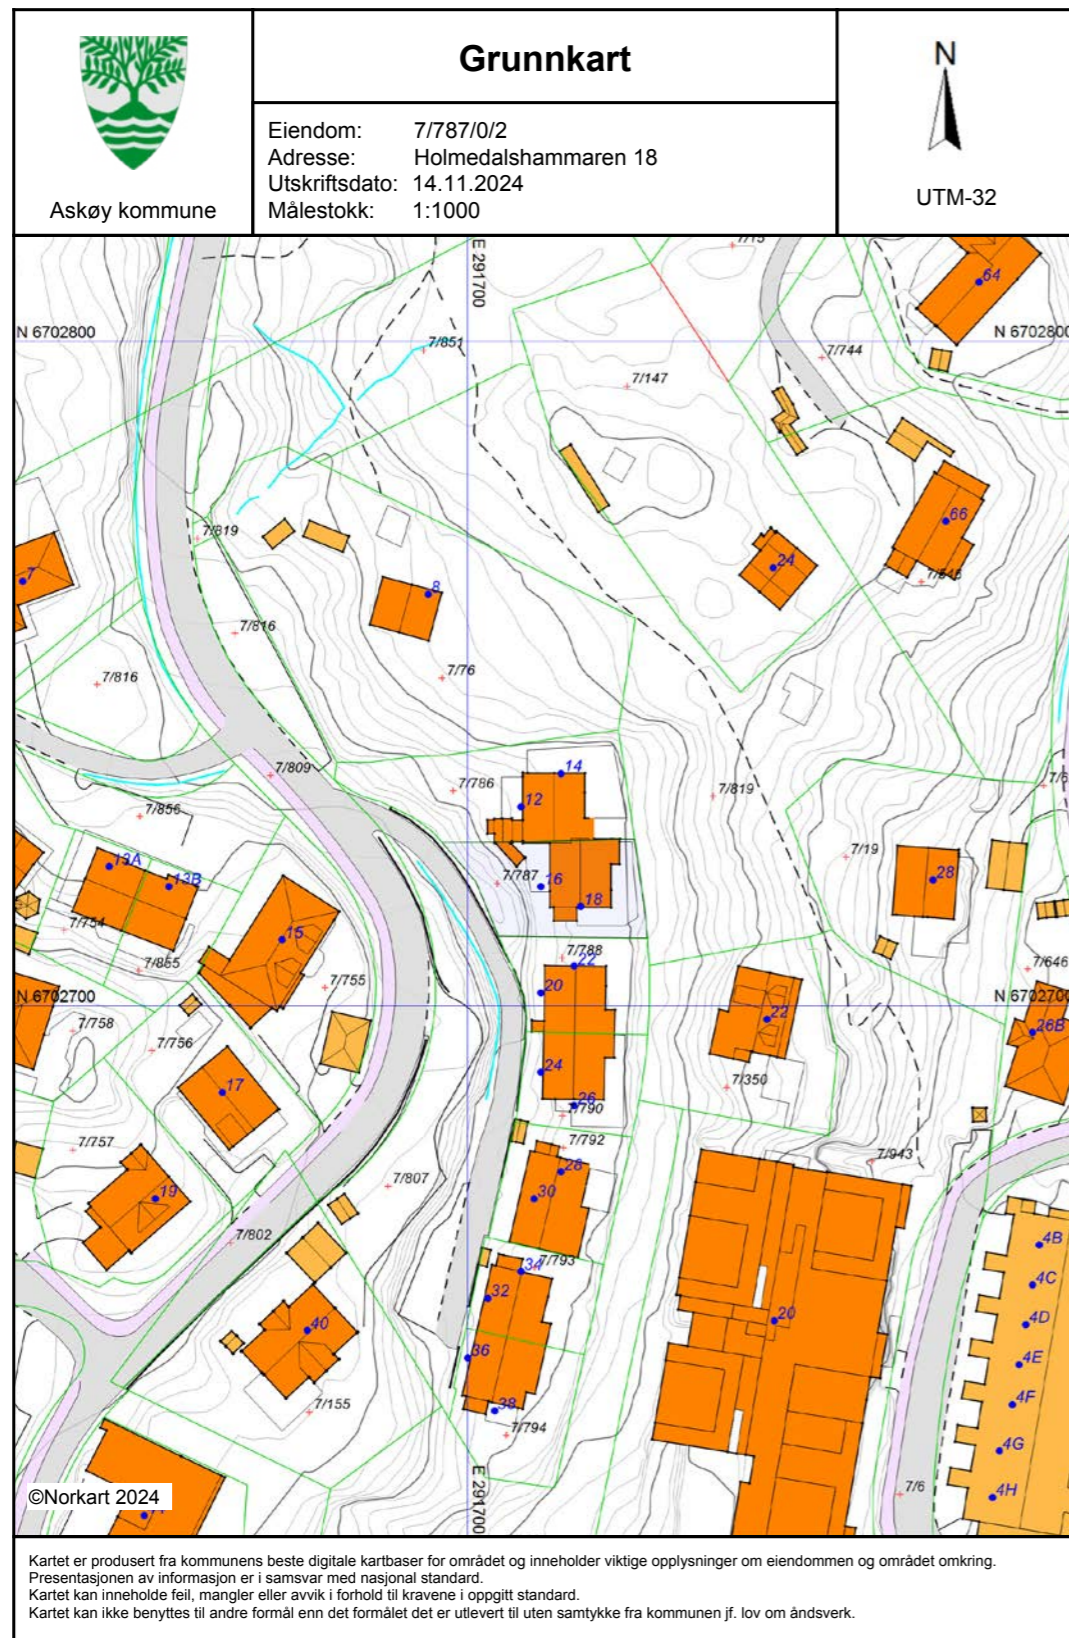 Askøy kommune
Grunnkart
Eiendom: 7/787/0/2
Adresse: Holmedalshammaren 18
Utskriftsdato: 14.11.2024
Målestokk: 1:1000
N
UTM-32
E 291700
7/15
64
N 6702800
N 6702800
7/851
7/744
7/147
66
7/819
24
7
8
7/816
7/76
7/816
7/809
14
7/786
7/819
12
7/856
13A
13B
7/19
28
7/787
16
18
7/754
15
7/788
22
7/855
7/755
20
7/646
N 6702700
N 6702700
22
26B
7/758
7/756
24
17
7/350
26
7/790
7/757
7/792
7/943
28
7/807
19
30
7/802
4B
34
7/793
4C
32
20
4D
40
36
4E
7/155
38
4F
7/794
4G
E 291700
7/6
4H
©Norkart 2024
Kartet er produsert fra kommunens beste digitale kartbaser for området og inneholder viktige opplysninger om eiendommen og området omkring.
Presentasjonen av informasjon er i samsvar med nasjonal standard.
Kartet kan inneholde feil, mangler eller avvik i forhold til kravene i oppgitt standard.
Kartet kan ikke benyttes til andre formål enn det formålet det er utlevert til uten samtykke fra kommunen jf. lov om åndsverk.